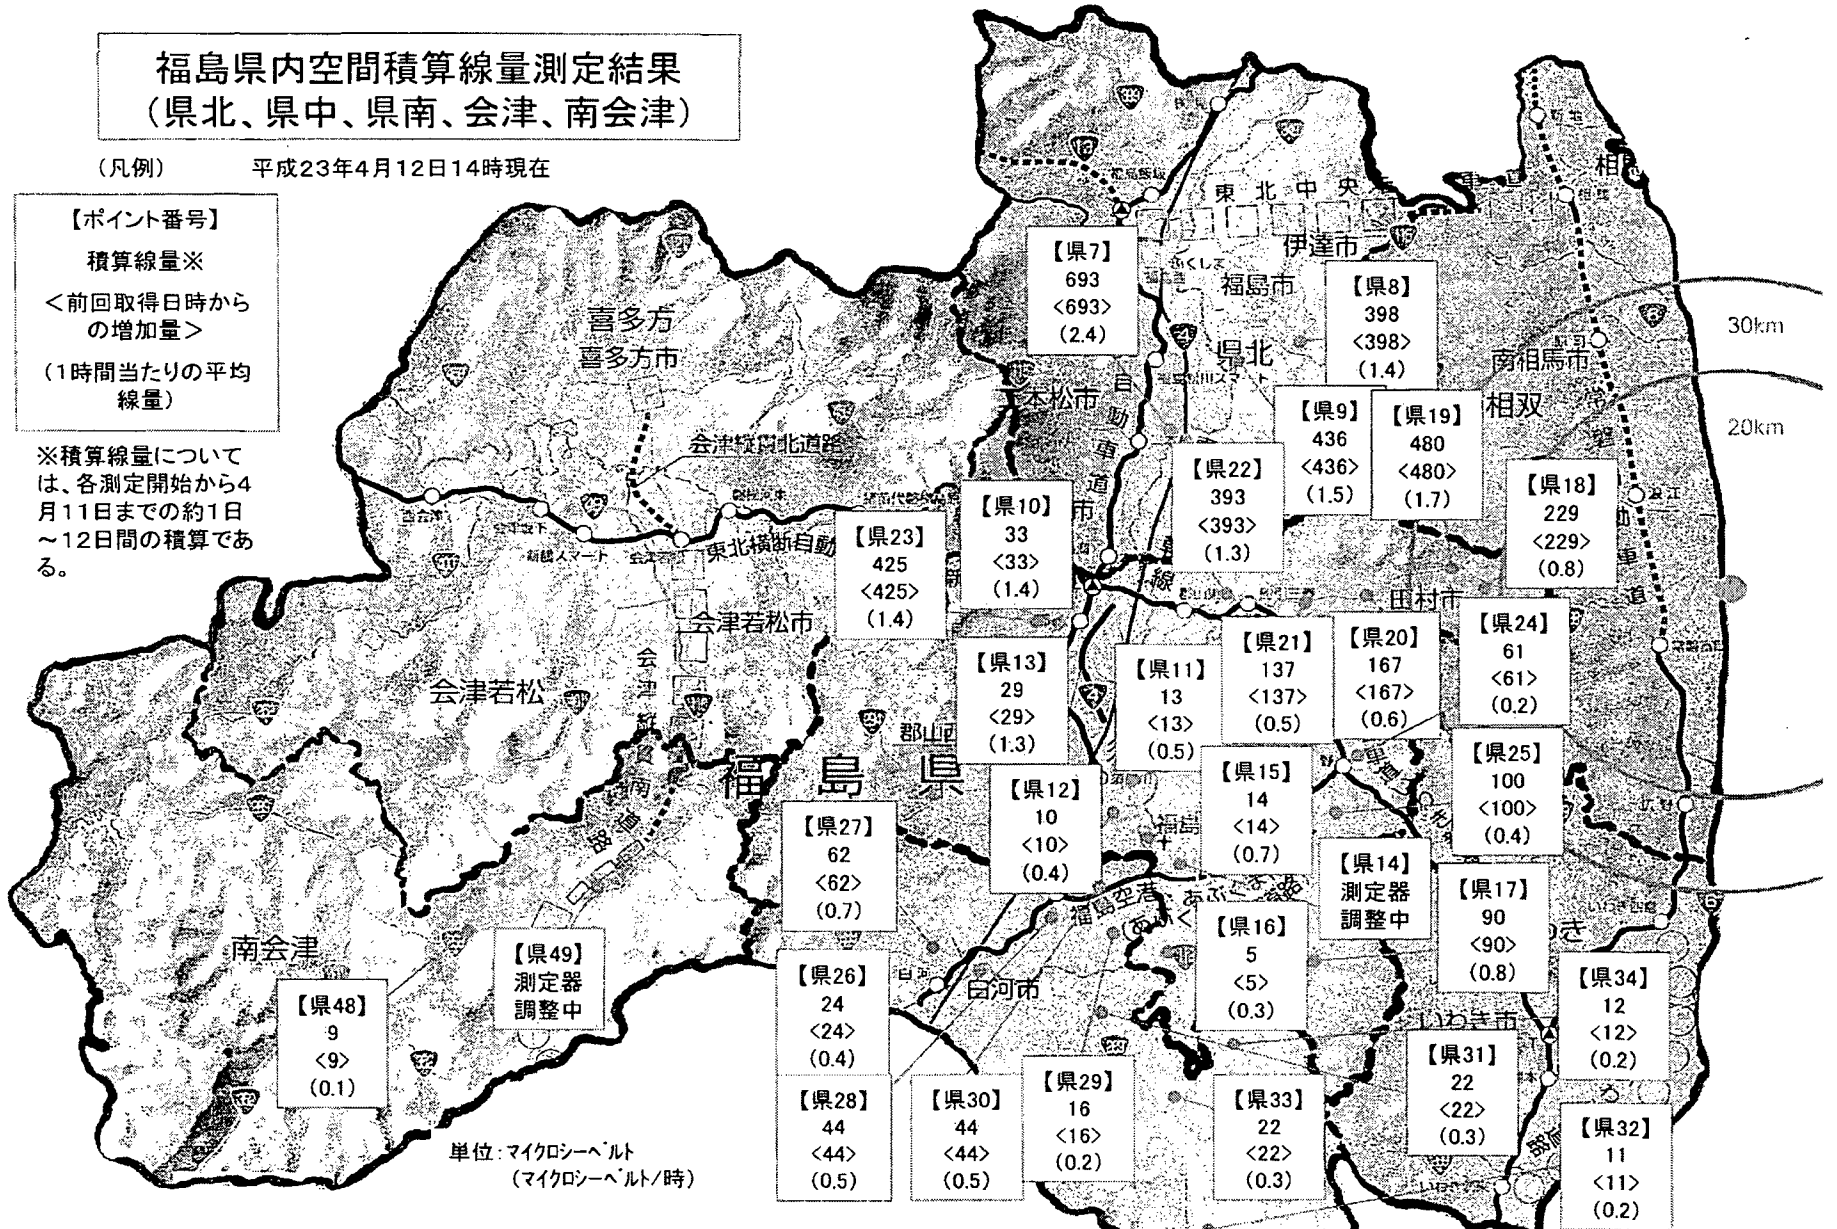 福島県内空間積算線量測定結果
(県北、県中、県南、会津、南会津)
(凡例)
平成23年4月12日14時現在
【ポイント番号】
積算線量※
<前回取得日時から
の増加量>
(1時間当たりの平均
線量)
※積算線量について
は、各測定開始から4
月11日までの約1日
~12日間の積算であ
る。
東北中央
伊達市
ふくしま
福島市
県北
喜多方
喜多方市
本松市
南相馬市
相双
30km
20km
会津縦貫北道路
東北横断自動
会津若松市
会津若松
田村市
自動車道
福島県
郡山西
福島空港
白河市
白河
南会津
いわき市
【県7】
693
<693>
(2.4)
【県8】
398
<398>
(1.4)
【県9】
436
<436>
(1.5)
【県19】
480
<480>
(1.7)
【県22】
393
<393>
(1.3)
【県18】
229
<229>
(0.8)
【県10】
33
<33>
(1.4)
【県23】
425
<425>
(1.4)
【県13】
29
<29>
(1.3)
【県11】
13
<13>
(0.5)
【県21】
137
<137>
(0.5)
【県20】
167
<167>
(0.6)
【県24】
61
<61>
(0.2)
【県25】
100
<100>
(0.4)
【県15】
14
<14>
(0.7)
【県12】
10
<10>
(0.4)
【県27】
62
<62>
(0.7)
【県14】
測定器
調整中
【県17】
90
<90>
(0.8)
【県16】
5
<5>
(0.3)
【県49】
測定器
調整中
【県48】
9
<9>
(0.1)
【県26】
24
<24>
(0.4)
【県34】
12
<12>
(0.2)
【県31】
22
<22>
(0.3)
【県28】
44
<44>
(0.5)
【県30】
44
<44>
(0.5)
【県29】
16
<16>
(0.2)
【県33】
22
<22>
(0.3)
【県32】
11
<11>
(0.2)
単位:マイクロシーベルト
(マイクロシーベルト/時)